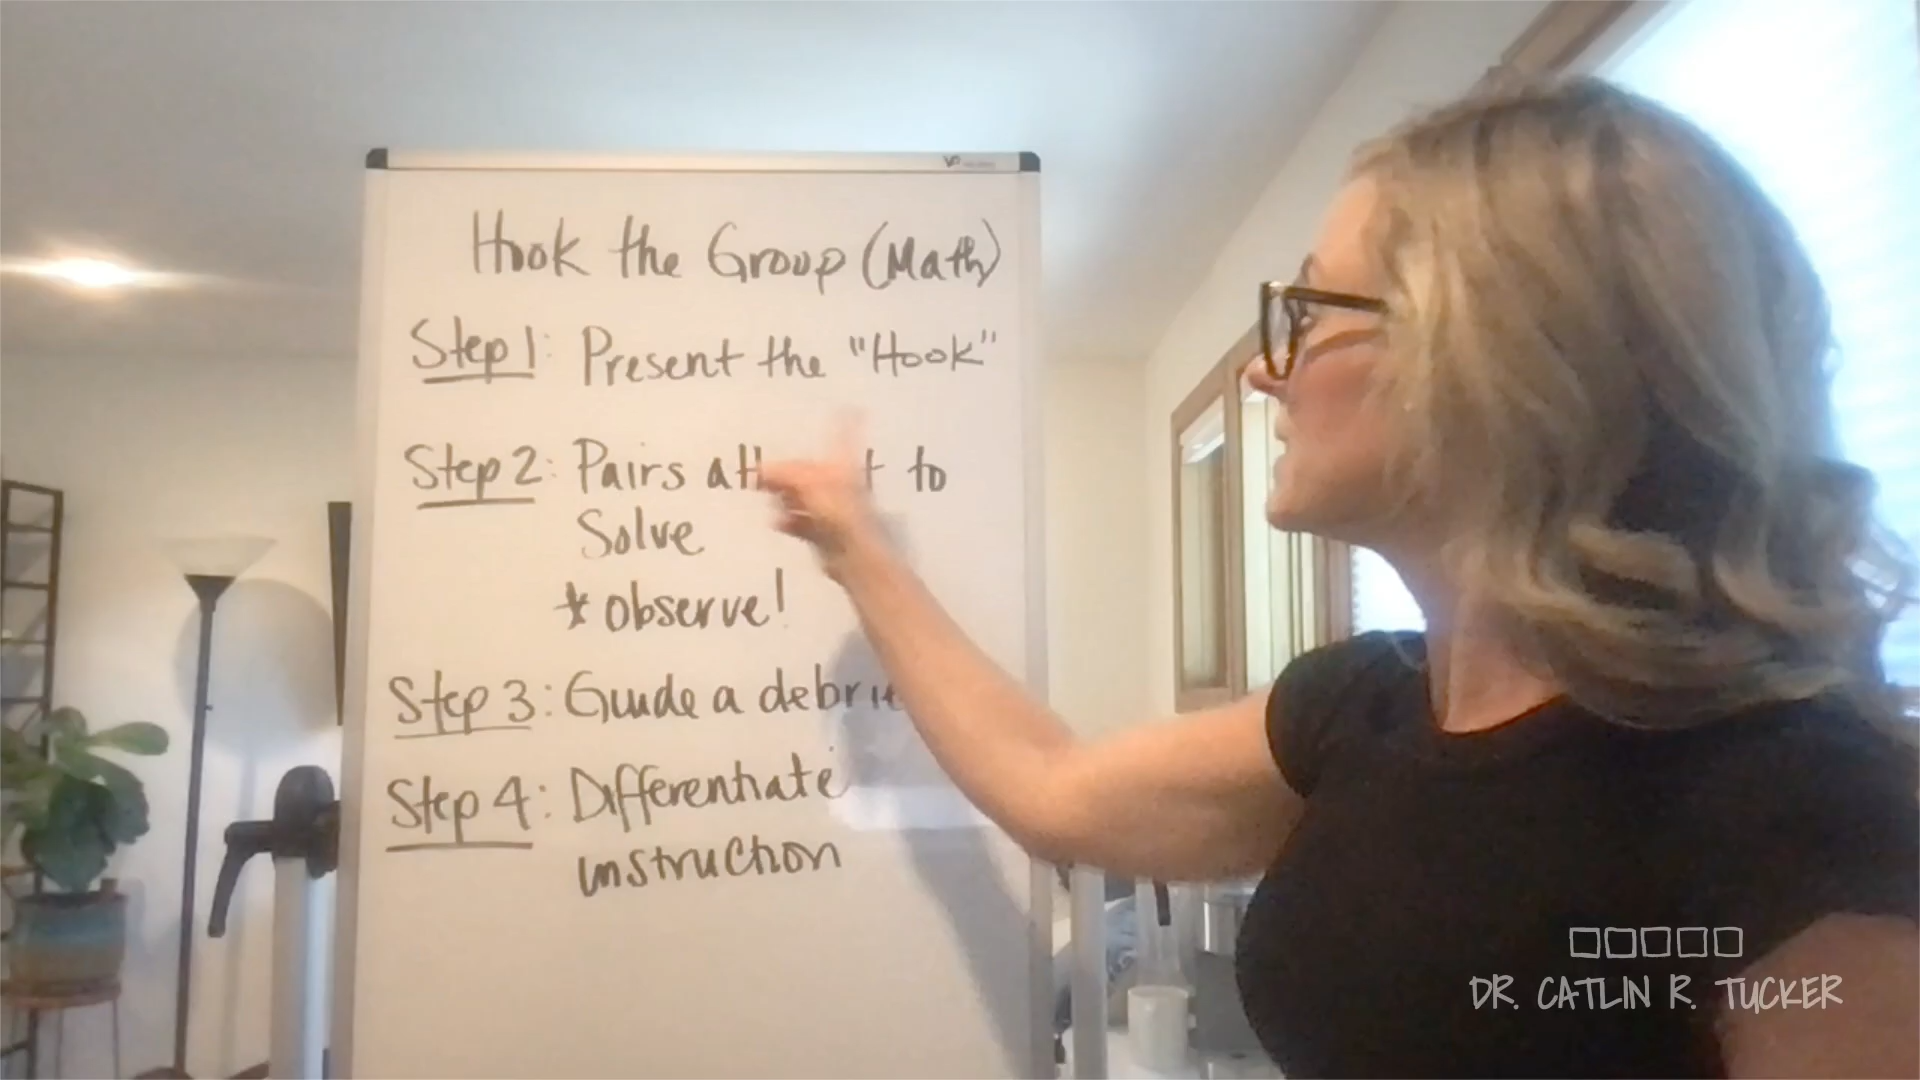 Hook the Group (Math)
Step 1: Present the "Hook"
Step 2: Pairs to
Solve
* observe!
Step 3: Guide a
Step 4: Differentiate
instruction
DR. CATLIN R. TUCKER